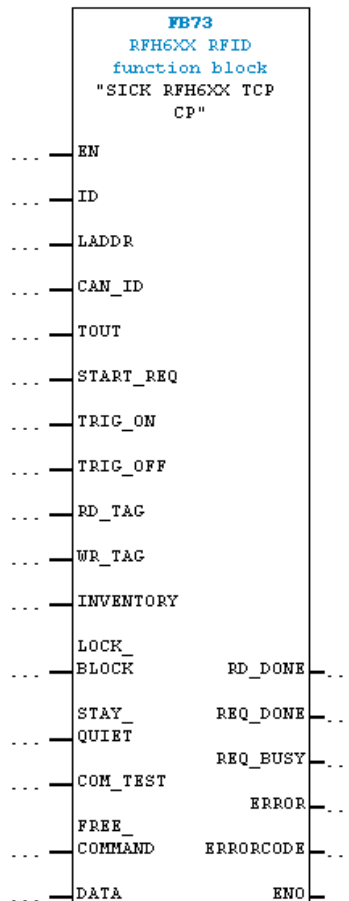 FB73
RFH6XX RFID
function block
"SICK RFH6XX TCP
CP"
... EN
... ID
... LADDR
... CAN_ID
... TOUT
... START_REQ
... TRIG_ON
... TRIG_OFF
... RD_TAG
... WR_TAG
... INVENTORY
LOCK_
... BLOCK RD_DONE ..
STAY_ REQ_DONE ..
... QUIET
REQ_BUSY ..
... COM_TEST
ERROR ..
FREE_
... COMMAND ERRORCODE ..
... DATA ENO